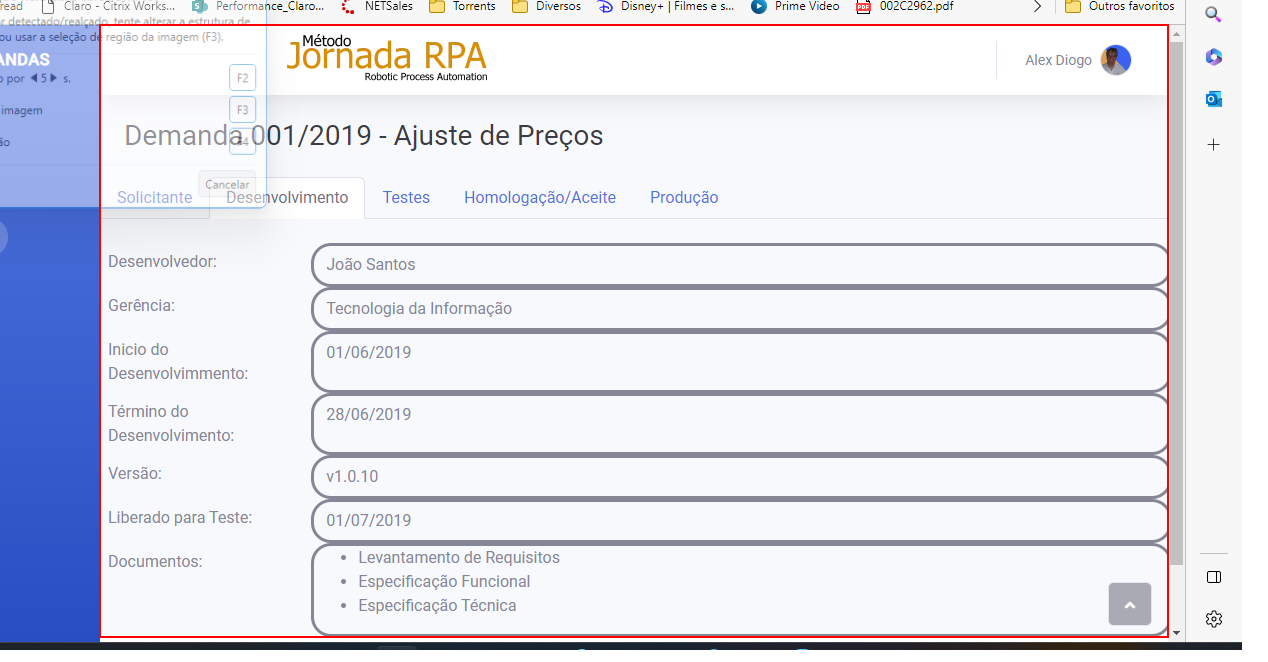 read Claro - Citrix Works... Performance_Claro... NETSales Torrents Diversos Disney+ | Filmes e s... Prime Video 002C2962.pdf Outros favoritos
r detectado/realçado, tente alterar a estrutura de
ou usar a seleção de região da imagem (F3).
ANDAS
o por 5 s.
F2
imagem
F3
ão
F4
Cancelar
Método
Jornada RPA
Robotic Process Automation
Alex Diogo
Demanda 001/2019 - Ajuste de Preços
Solicitante Desenvolvimento Testes Homologação/Aceite Produção
Desenvolvedor: João Santos
Gerência: Tecnologia da Informação
Inicio do 01/06/2019
Desenvolvimmento:
Término do 28/06/2019
Desenvolvimento:
Versão: v1.0.10
Liberado para Teste: 01/07/2019
Documentos:
• Levantamento de Requisitos
• Especificação Funcional
• Especificação Técnica